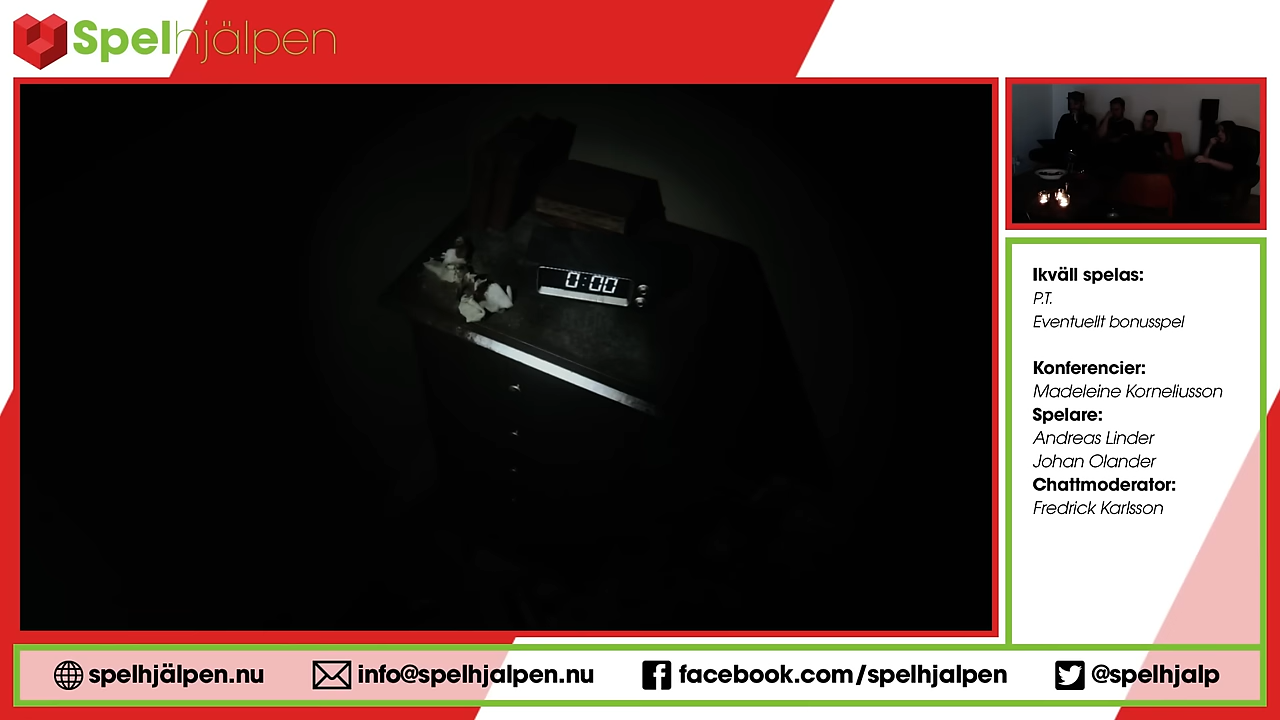 Spelhjälpen
0:00
Ikväll spelas:
P.T.
Eventuellt bonusspel
Konferencier:
Madeleine Korneliusson
Spelare:
Andreas Linder
Johan Olander
Chattmoderator:
Fredrick Karlsson
spelhjälpen.nu
info@spelhjalpen.nu
facebook.com/spelhjalpen
@spelhjalp